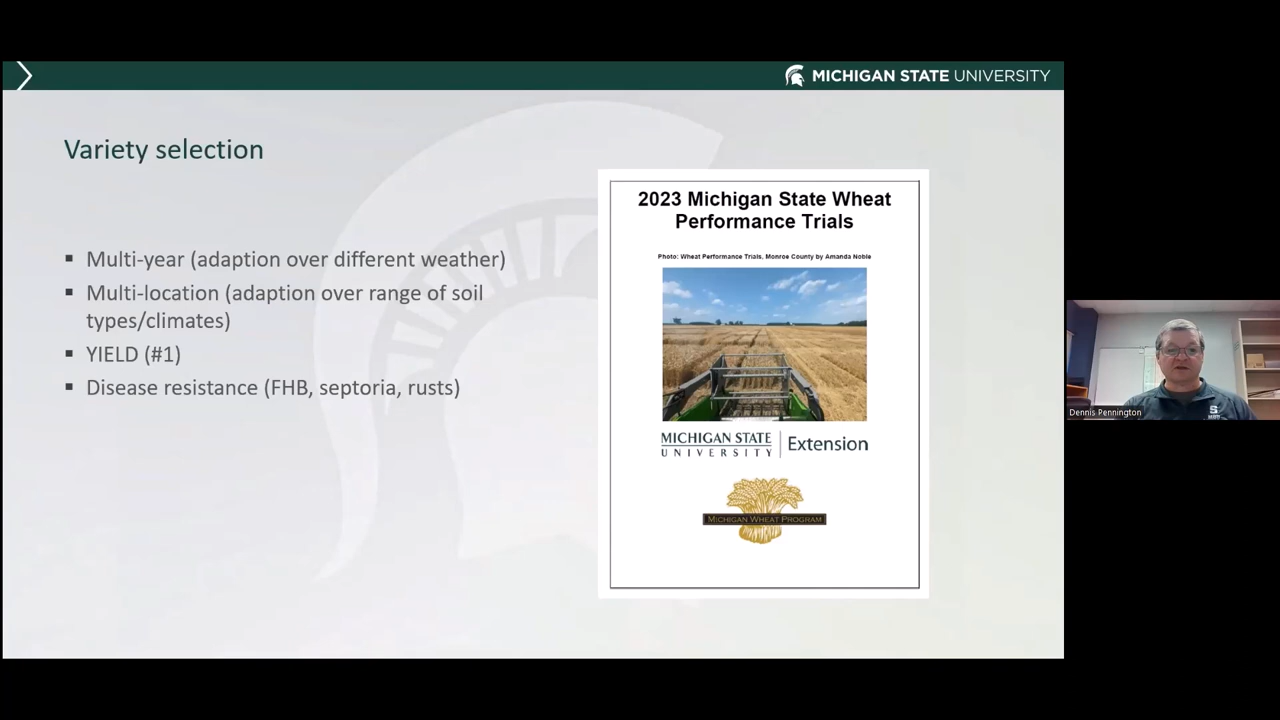 MICHIGAN STATE UNIVERSITY
Variety selection
▪ Multi-year (adaption over different weather)
▪ Multi-location (adaption over range of soil
types/climates)
▪ YIELD (#1)
▪ Disease resistance (FHB, septoria, rusts)
2023 Michigan State Wheat
Performance Trials
Photo: Wheat Performance Trials, Monroe County by Amanda Noble
MICHIGAN STATE
UNIVERSITY
Extension
MICHIGAN WHEAT PROGRAM
Dennis Pennington